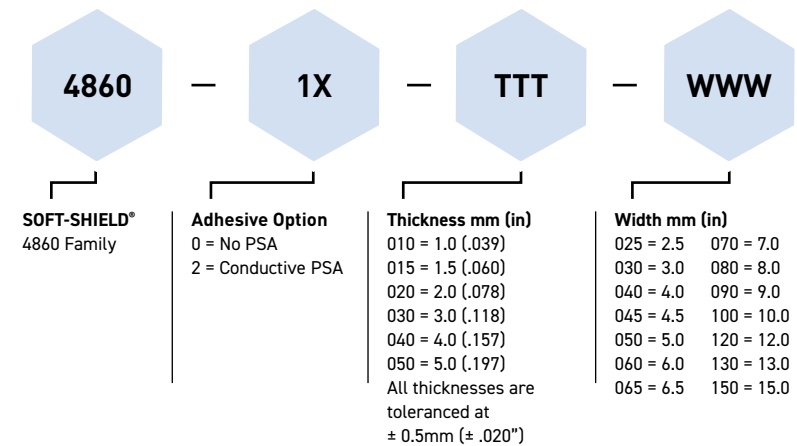 4860 – 1X – TTT – WWW
SOFT-SHIELD®
4860 Family
Adhesive Option
0 = No PSA
2 = Conductive PSA
Thickness mm (in)
010 = 1.0 (.039)
015 = 1.5 (.060)
020 = 2.0 (.078)
030 = 3.0 (.118)
040 = 4.0 (.157)
050 = 5.0 (.197)
All thicknesses are
toleranced at
± 0.5mm (± .020”)
Width mm (in)
025 = 2.5 070 = 7.0
030 = 3.0 080 = 8.0
040 = 4.0 090 = 9.0
045 = 4.5 100 = 10.0
050 = 5.0 120 = 12.0
060 = 6.0 130 = 13.0
065 = 6.5 150 = 15.0